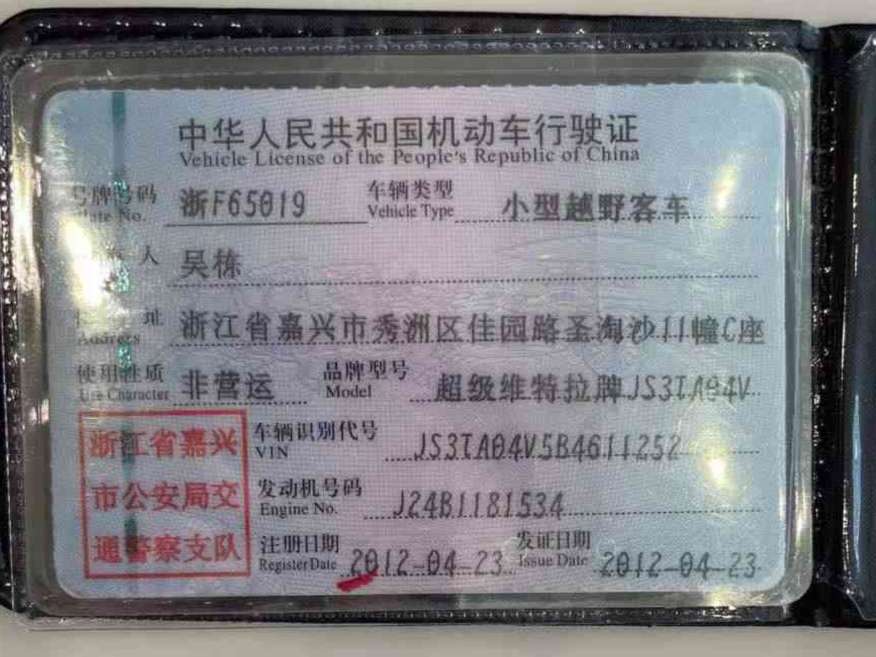 中华人民共和国机动车行驶证
Vehicle License of the People's Republic of China
号牌号码 浙F65019 车辆类型 小型越野客车
Plate No. Vehicle Type
人 吴栋
址 浙江省嘉兴市秀洲区佳园路圣淘沙11幢C座
Address
使用性质 非营运 品牌型号 超级维特拉牌JS3TA04V
Use Character Model
车辆识别代号 JS3TA04V5B4611252
VIN
发动机号码 J24B1181534
Engine No.
注册日期 2012-04-23 发证日期 2012-04-23
Register Date Issue Date
浙江省嘉兴
市公安局交
通警察支队